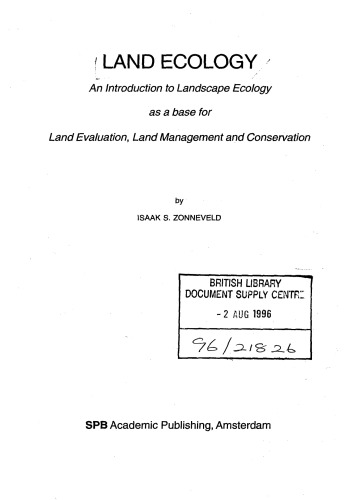 LAND ECOLOGY
An Introduction to Landscape Ecology
as a base for
Land Evaluation, Land Management and Conservation
by
ISAAK S. ZONNEVELD
BRITISH LIBRARY
DOCUMENT SUPPLY CENTRE
- 2 AUG 1996
96/21826
SPB Academic Publishing, Amsterdam